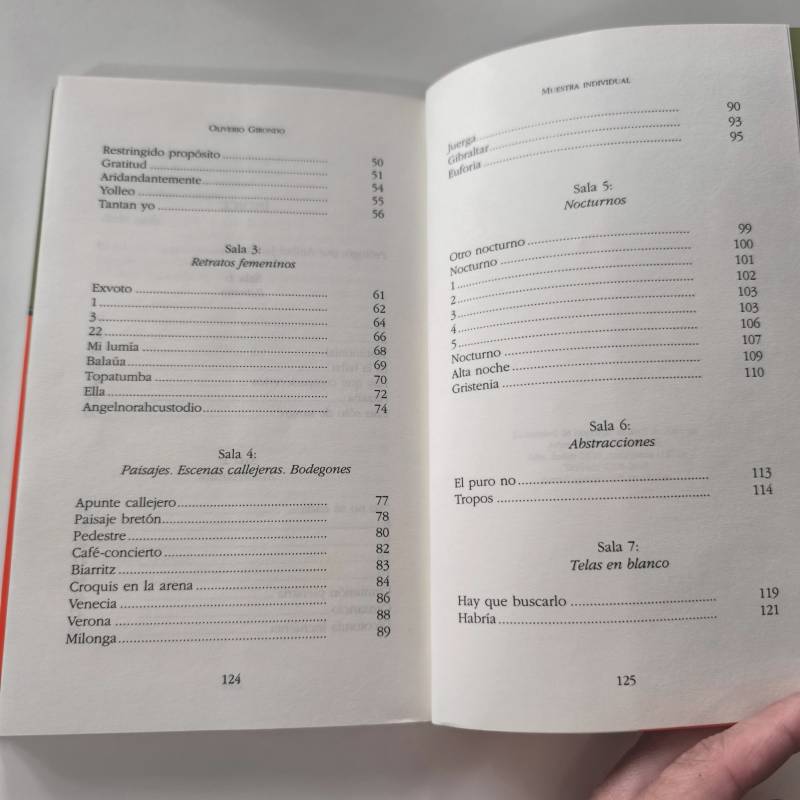 Oliverio Girondo
Restringido propósito 50
Gratitud 51
Aridandantemente 54
Yolleo 55
Tantan yo 56
Sala 3:
Retratos femeninos
Exvoto 61
1 62
3 64
22 66
Mi lumía 68
Balaúa 69
Topatumba 70
Ella 72
Angelnorahcustodio 74
Sala 4:
Paisajes. Escenas callejeras. Bodegones
Apunte callejero 77
Paisaje bretón 78
Pedestre 80
Café-concierto 82
Biarritz 83
Croquis en la arena 84
Venecia 86
Verona 88
Milonga 89
124
Muestra individual
Juerga 90
Gibraltar 93
Euforia 95
Sala 5:
Nocturnos
Otro nocturno 99
Nocturno 100
1 101
2 102
3 103
4 103
5 106
Nocturno 107
Alta noche 109
Gristenia 110
Sala 6:
Abstracciones
El puro no 113
Tropos 114
Sala 7:
Telas en blanco
Hay que buscarlo 119
Habría 121
125